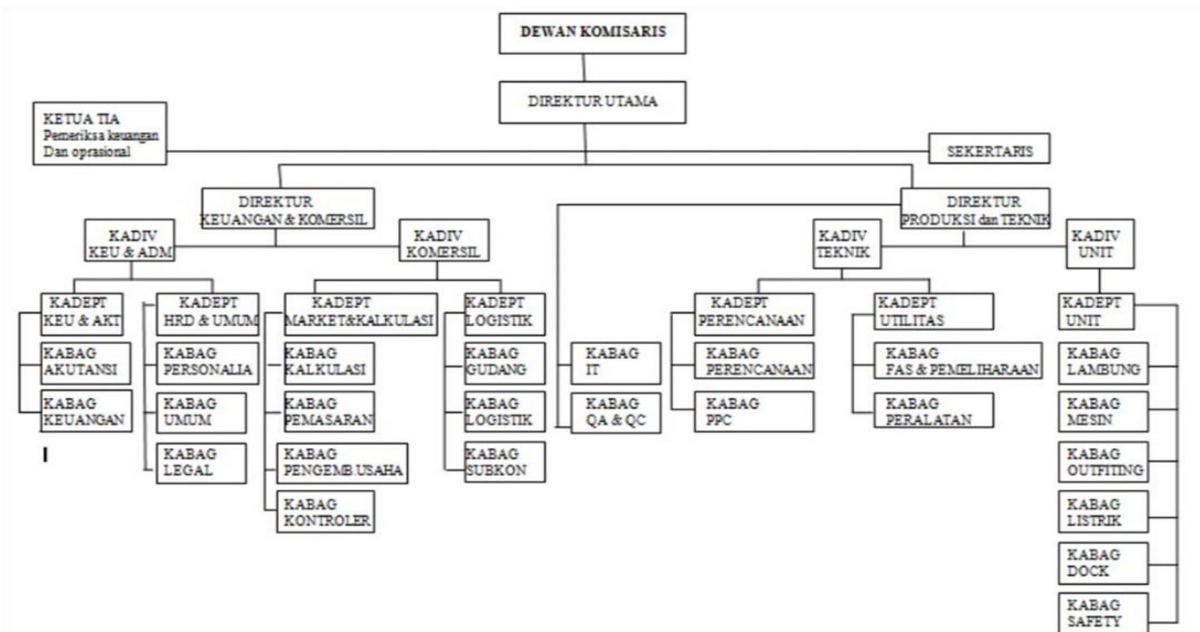 DEWAN KOMISARIS
DIREKTUR UTAMA
KETUA TIA
Pemeriksa keuangan
Dan oprasional
SEKERTARIS
DIREKTUR
KEUANGAN & KOMERSIL
DIREKTUR
PRODUKSI dan TEKNIK
KADIV
KEU & ADM
KADIV
KOMERSIL
KADIV
TEKNIK
KADIV
UNIT
KADEPT
KEU & AKT
KADEPT
HRD & UMUM
KADEPT
MARKET&KALKULASI
KADEPT
LOGISTIK
KADEPT
PERENCANAAN
KADEPT
UTILITAS
KADEPT
UNIT
KABAG
AKUTANSI
KABAG
PERSONALIA
KABAG
KALKULASI
KABAG
GUDANG
KABAG
IT
KABAG
PERENCANAAN
KABAG
FAS & PEMELIHARAAN
KABAG
LAMBUNG
KABAG
KEUANGAN
KABAG
UMUM
KABAG
PEMASARAN
KABAG
LOGISTIK
KABAG
QA & QC
KABAG
PPC
KABAG
PERALATAN
KABAG
MESIN
KABAG
LEGAL
KABAG
PENGEMB.USAHA
KABAG
SUBKON
KABAG
OUTFITING
KABAG
KONTROLER
KABAG
LISTRIK
KABAG
DOCK
KABAG
SAFETY